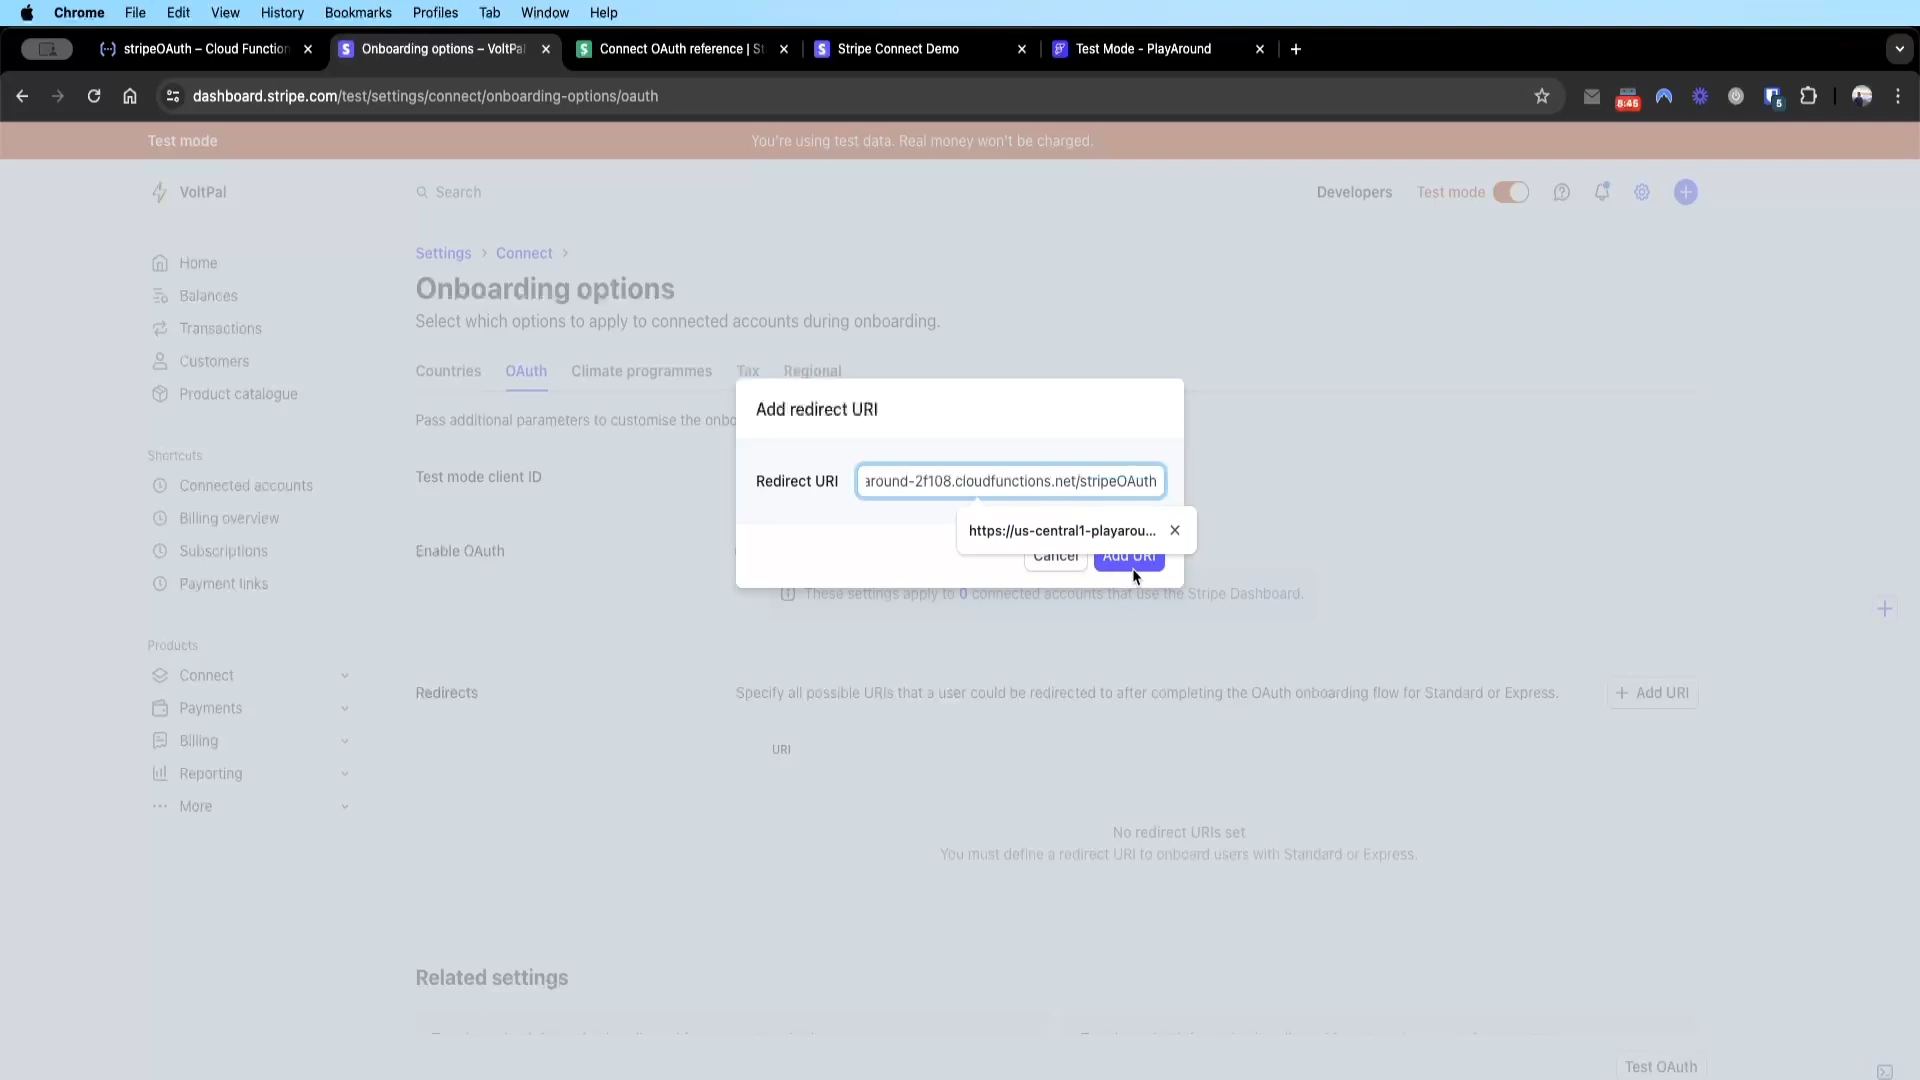 Chrome File Edit View History Bookmarks Profiles Tab Window Help
stripeOAuth – Cloud Function
Onboarding options – VoltPa
Connect OAuth reference | St
Stripe Connect Demo
Test Mode - PlayAround
dashboard.stripe.com/test/settings/connect/onboarding-options/oauth
8:45
5
Test mode
You're using test data. Real money won't be charged.
VoltPal
Search
Developers
Test mode
Home
Balances
Transactions
Customers
Product catalogue
Shortcuts
Connected accounts
Billing overview
Subscriptions
Payment links
Products
Connect
Payments
Billing
Reporting
More
Settings > Connect >
Onboarding options
Select which options to apply to connected accounts during onboarding.
Countries OAuth Climate programmes Tax Regional
Pass additional parameters to customise the onbo
Test mode client ID
Enable OAuth
Add redirect URI
Redirect URI
around-2f108.cloudfunctions.net/stripeOAuth
https://us-central1-playarou...
Cancel
Add URI
These settings apply to 0 connected accounts that use the Stripe Dashboard.
Redirects
Specify all possible URIs that a user could be redirected to after completing the OAuth onboarding flow for Standard or Express.
+ Add URI
URI
No redirect URIs set
You must define a redirect URI to onboard users with Standard or Express.
Related settings
Test OAuth